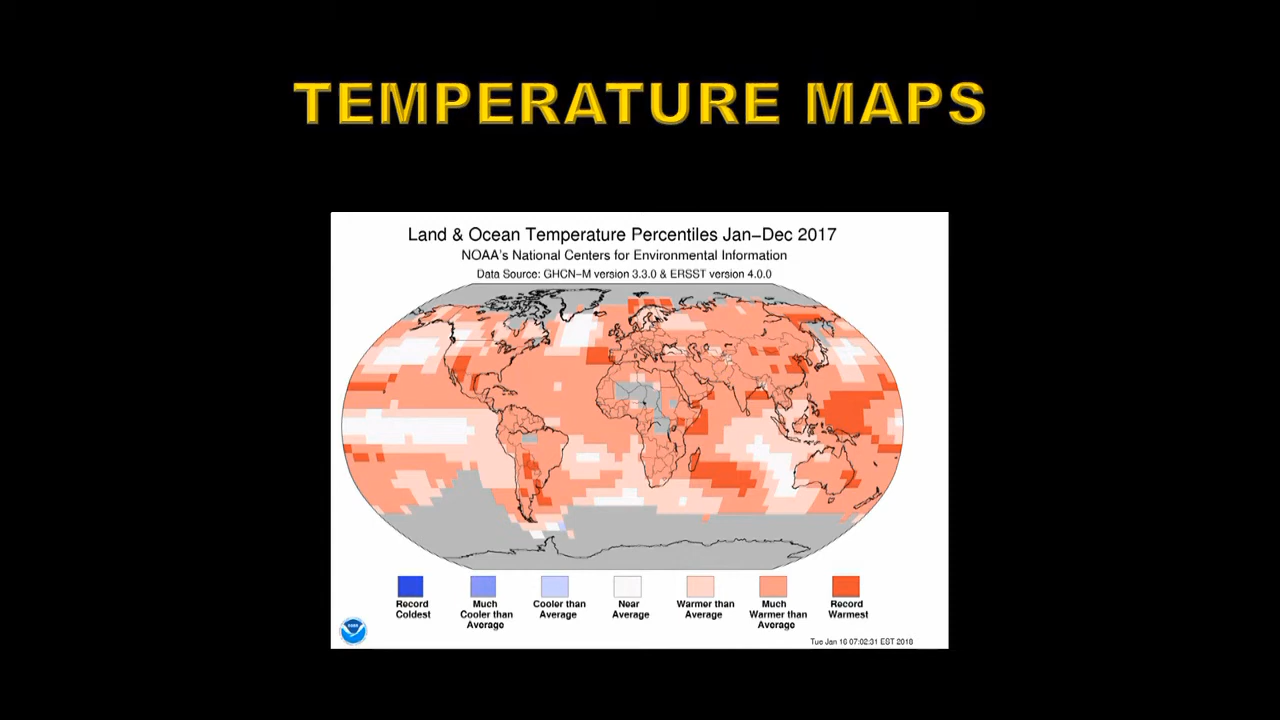 TEMPERATURE MAPS
Land & Ocean Temperature Percentiles Jan–Dec 2017
NOAA's National Centers for Environmental Information
Data Source: GHCN–M version 3.3.0 & ERSST version 4.0.0
Record
Coldest
Much
Cooler than
Average
Cooler than
Average
Near
Average
Warmer than
Average
Much
Warmer than
Average
Record
Warmest
Tue Jan 16 07:02:31 EST 2018